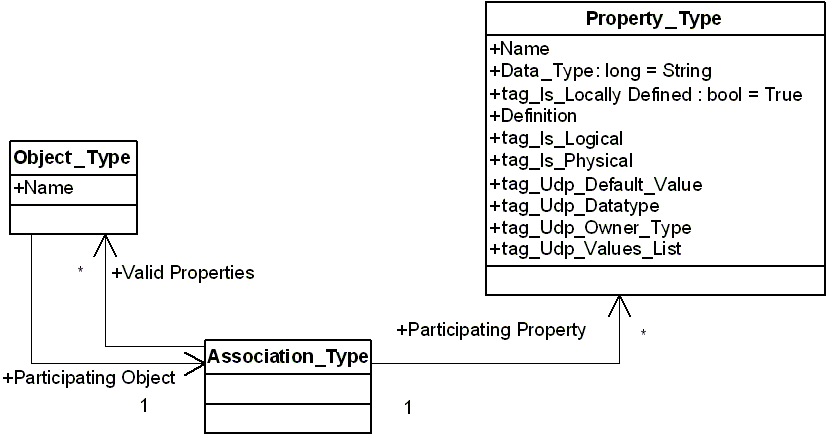 Property_Type
+Name
+Data_Type: long = String
+tag_Is_Locally Defined : bool = True
+Definition
+tag_Is_Logical
+tag_Is_Physical
+tag_Udp_Default_Value
+tag_Udp_Datatype
+tag_Udp_Owner_Type
+tag_Udp_Values_List
Object_Type
+Name
*
+Valid Properties
+Participating Property
*
Association_Type
+Participating Object
1
1